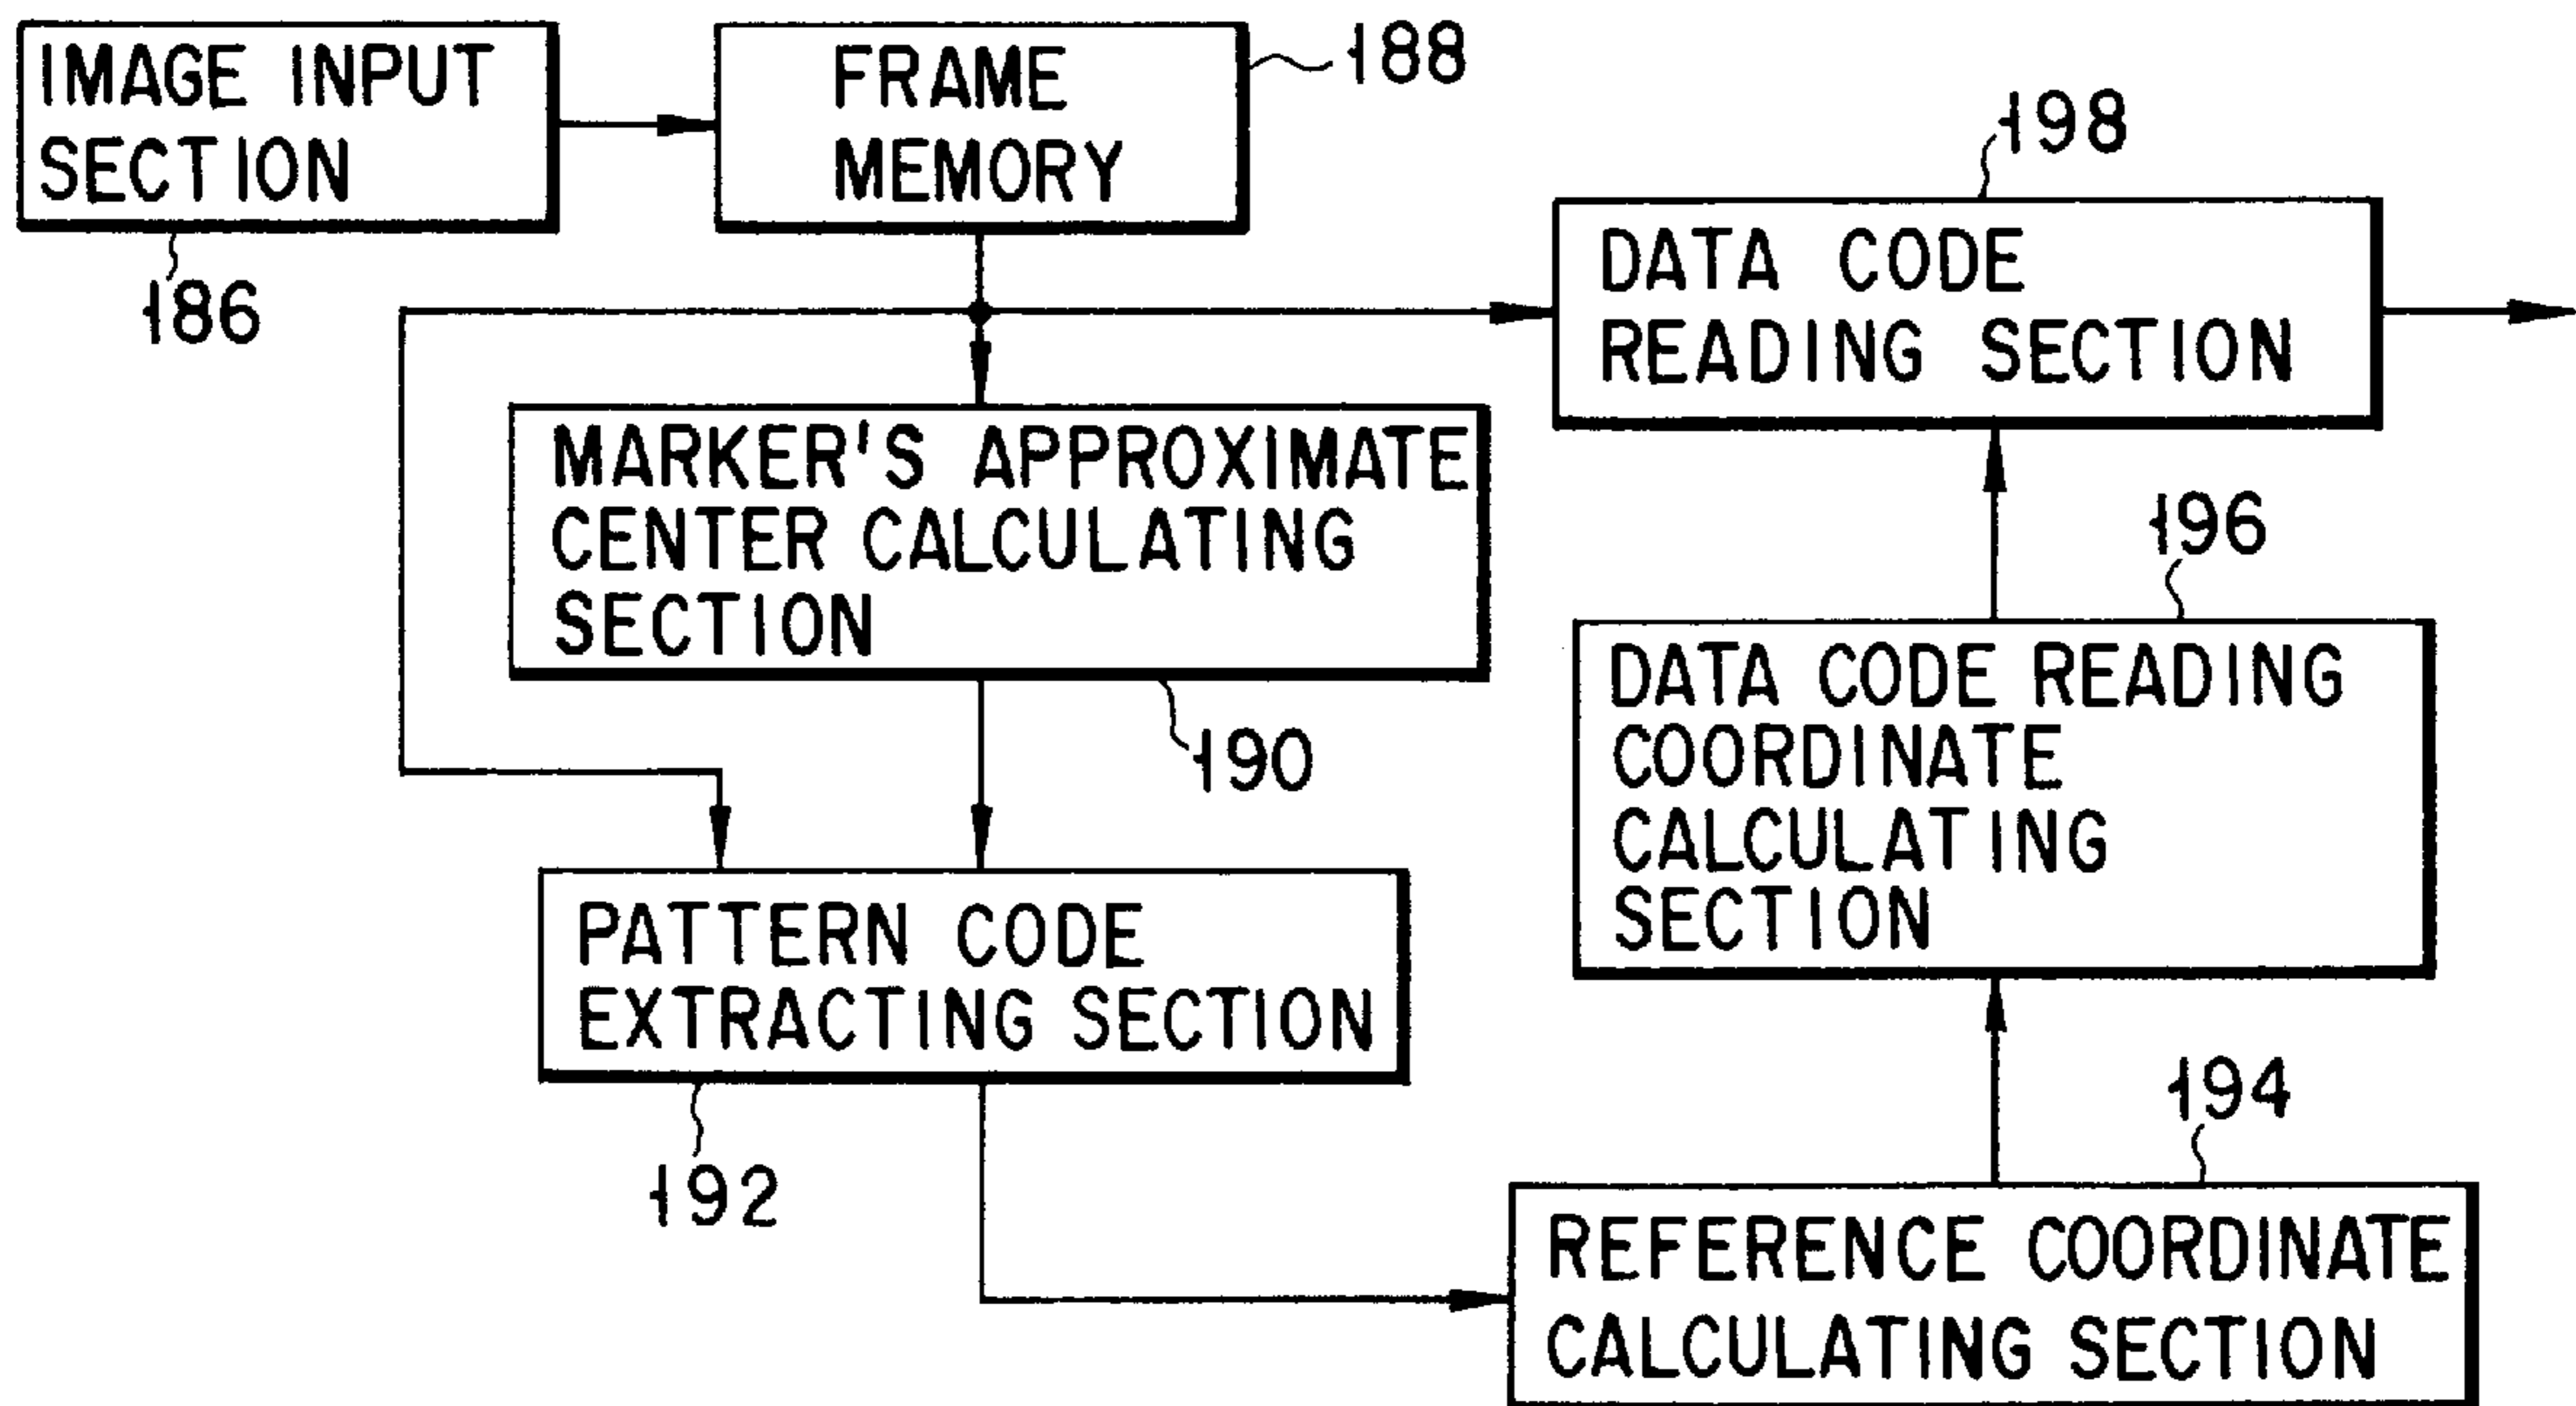 IMAGE INPUT
SECTION
186
FRAME
MEMORY
188
198
DATA CODE
READING SECTION
MARKER'S APPROXIMATE
CENTER CALCULATING
SECTION
190
196
DATA CODE READING
COORDINATE
CALCULATING
SECTION
PATTERN CODE
EXTRACTING SECTION
192
194
REFERENCE COORDINATE
CALCULATING SECTION